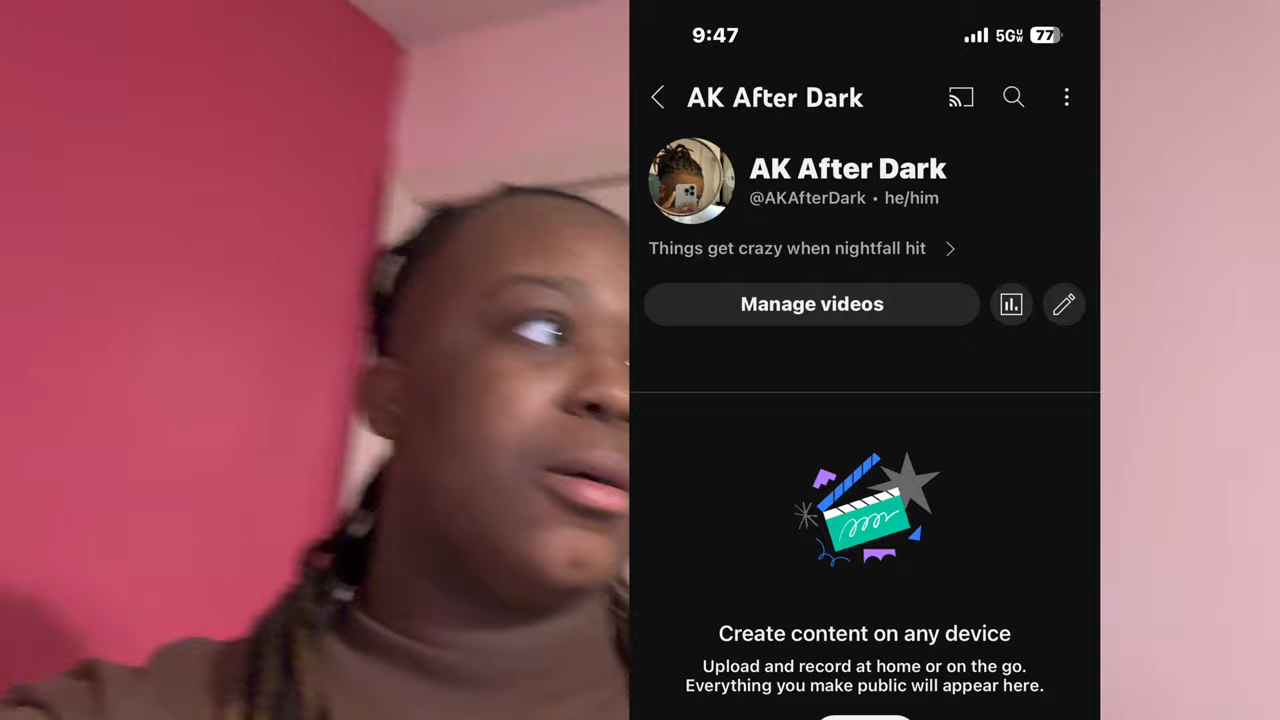 9:47
5GUW 77
AK After Dark
AK After Dark
@AKAfterDark • he/him
Things get crazy when nightfall hit
Manage videos
Create content on any device
Upload and record at home or on the go.
Everything you make public will appear here.